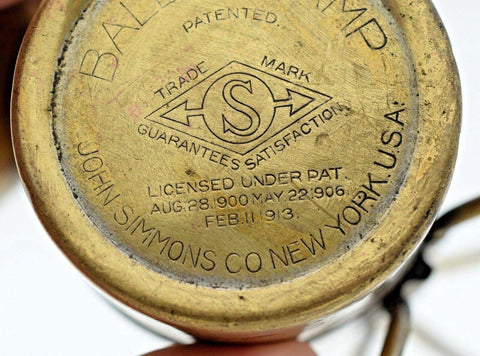 PATENTED.
TRADE MARK
S
GUARANTEES SATISFACTION
LICENSED UNDER PAT.
AUG.28,1900 MAY 22,1906.
FEB.11,1913.
JOHN SIMMONS CO NEW YORK.U.S.A.